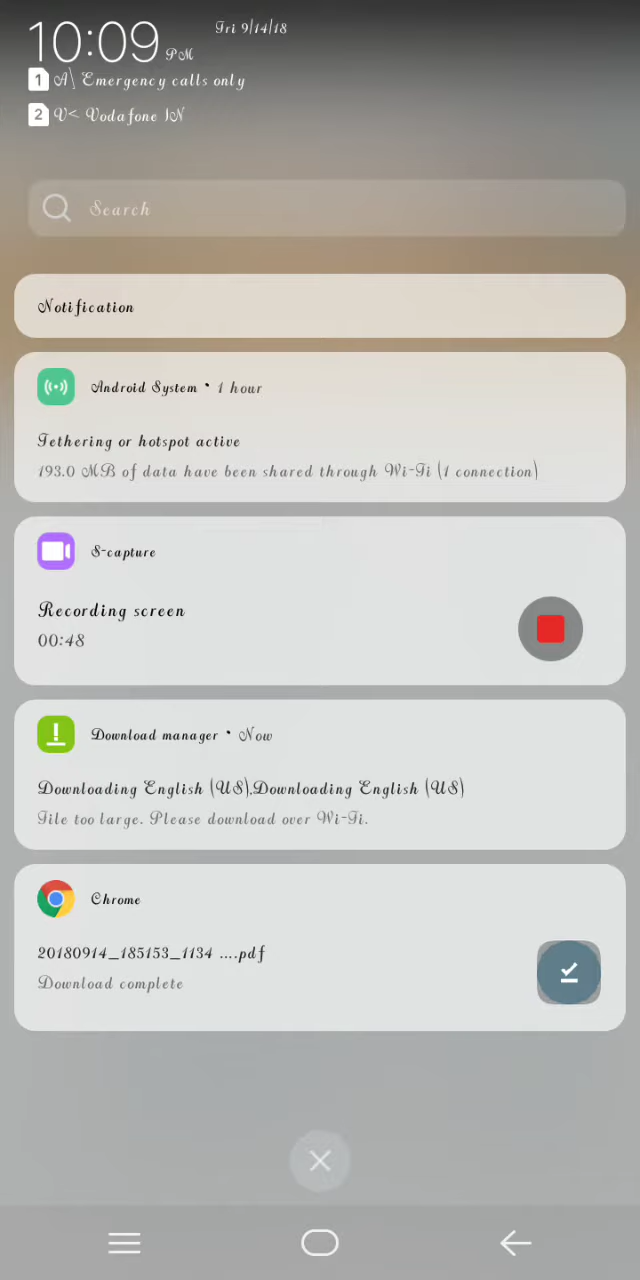 10:09 PM Fri 9/14/18
1 A\ Emergency calls only
2 V< Vodafone IN
Search
Notification
Android System • 1 hour
Tethering or hotspot active
193.0 MB of data have been shared through Wi-Fi (1 connection)
S-capture
Recording screen
00:48
Download manager • Now
Downloading English (US),Downloading English (US)
File too large. Please download over Wi-Fi.
Chrome
20180914_185153_1134 ....pdf
Download complete